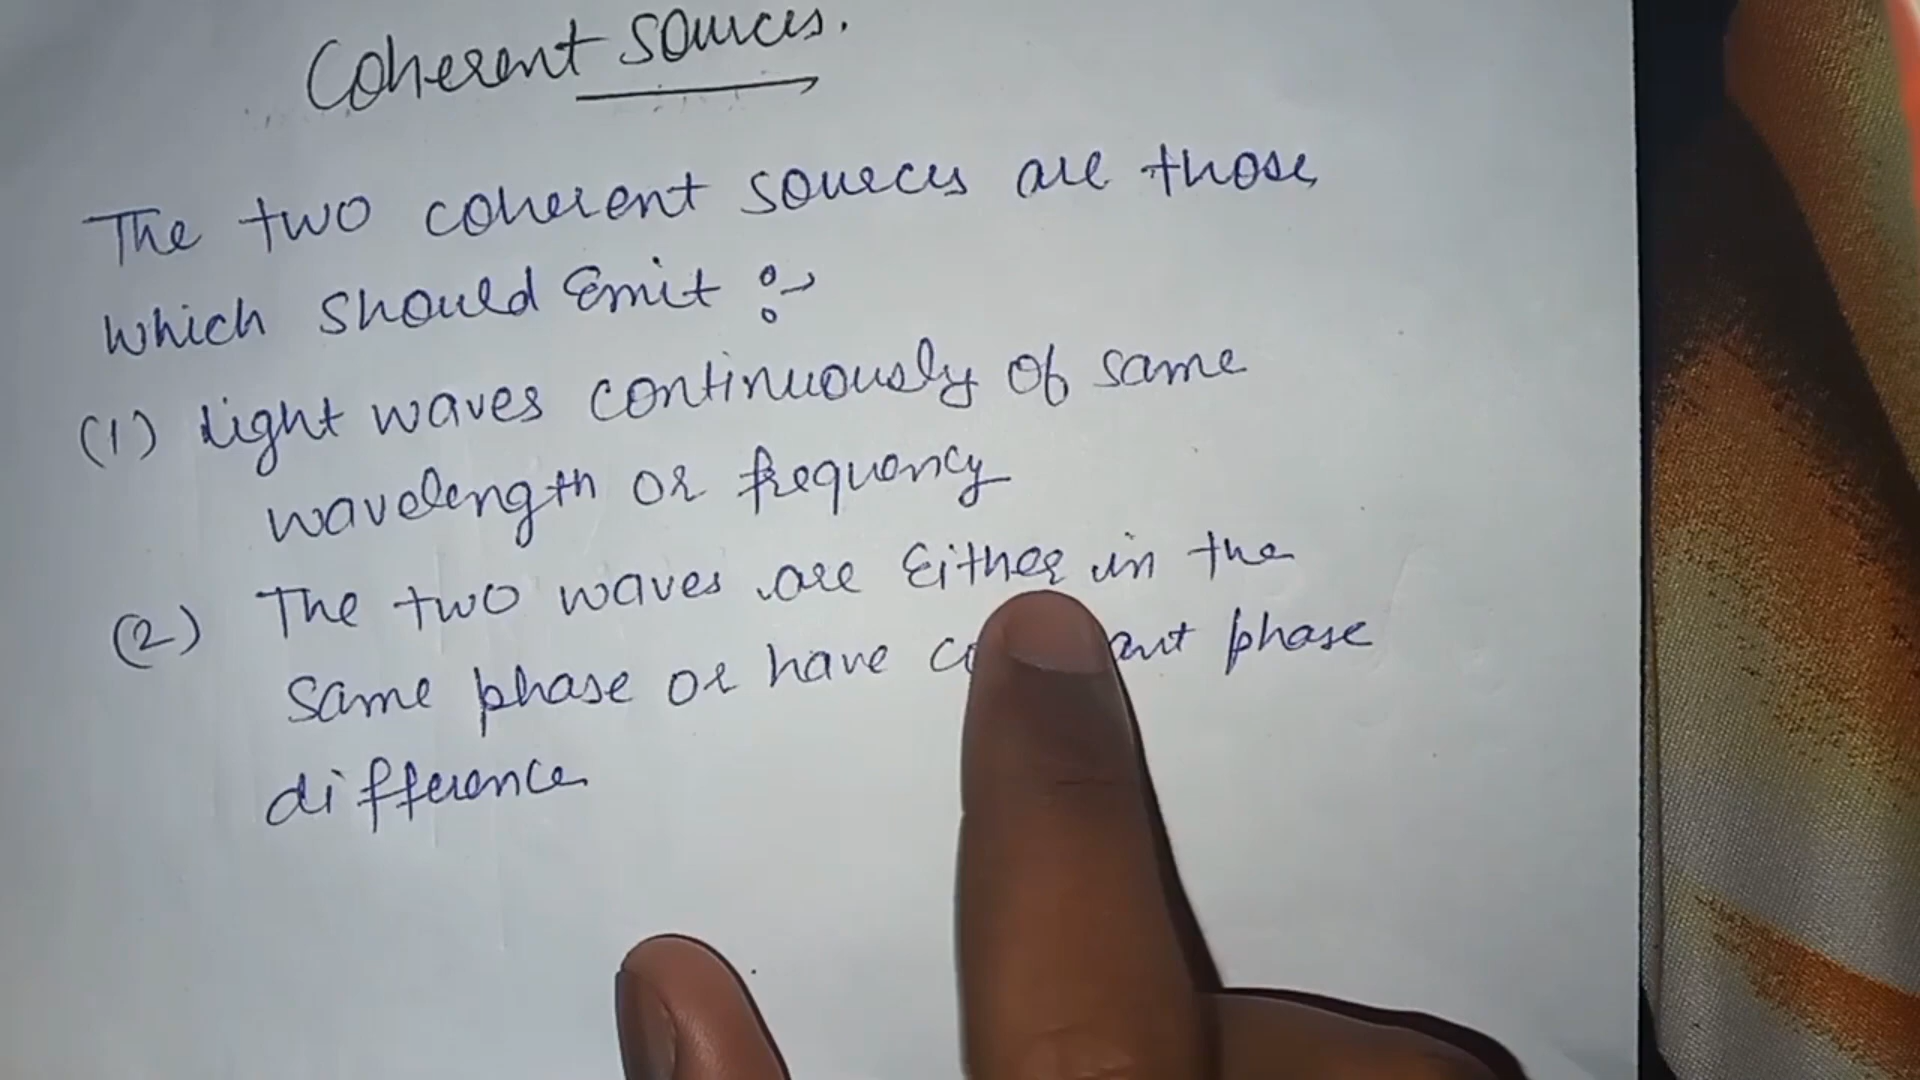 Coherent sources.
The two coherent sources are those
which should Emit :-
(1) Light waves continuously of same
wavelength or frequency
(2) The two waves are Either in the
same phase or have phase
difference